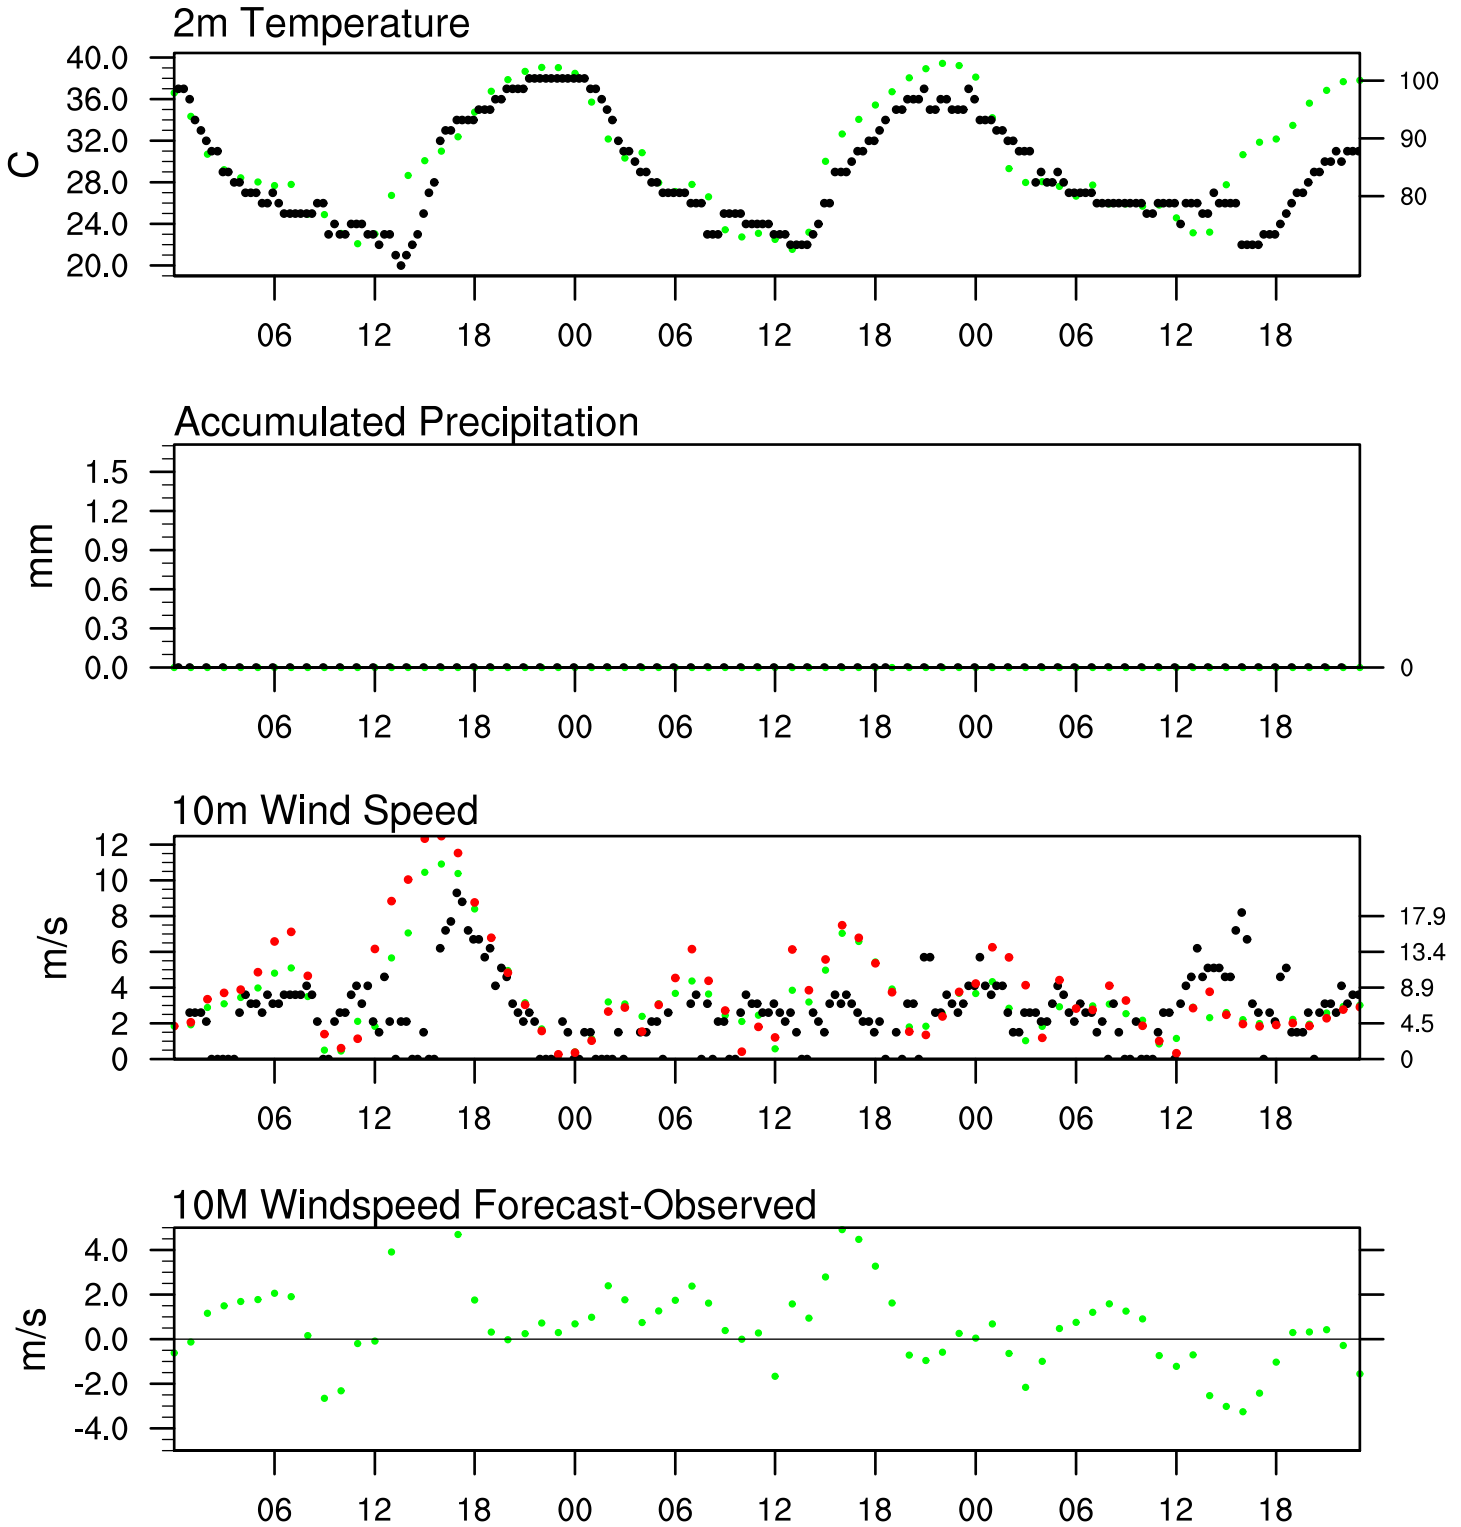 2m Temperature
40.0
36.0
32.0
28.0
24.0
20.0
C
100
90
80
06 12 18 00 06 12 18 00 06 12 18
Accumulated Precipitation
1.5
1.2
0.9
0.6
0.3
0.0
mm
0
06 12 18 00 06 12 18 00 06 12 18
10m Wind Speed
12
10
8
6
4
2
0
m/s
17.9
13.4
8.9
4.5
0
06 12 18 00 06 12 18 00 06 12 18
10M Windspeed Forecast-Observed
4.0
2.0
0.0
-2.0
-4.0
m/s
06 12 18 00 06 12 18 00 06 12 18